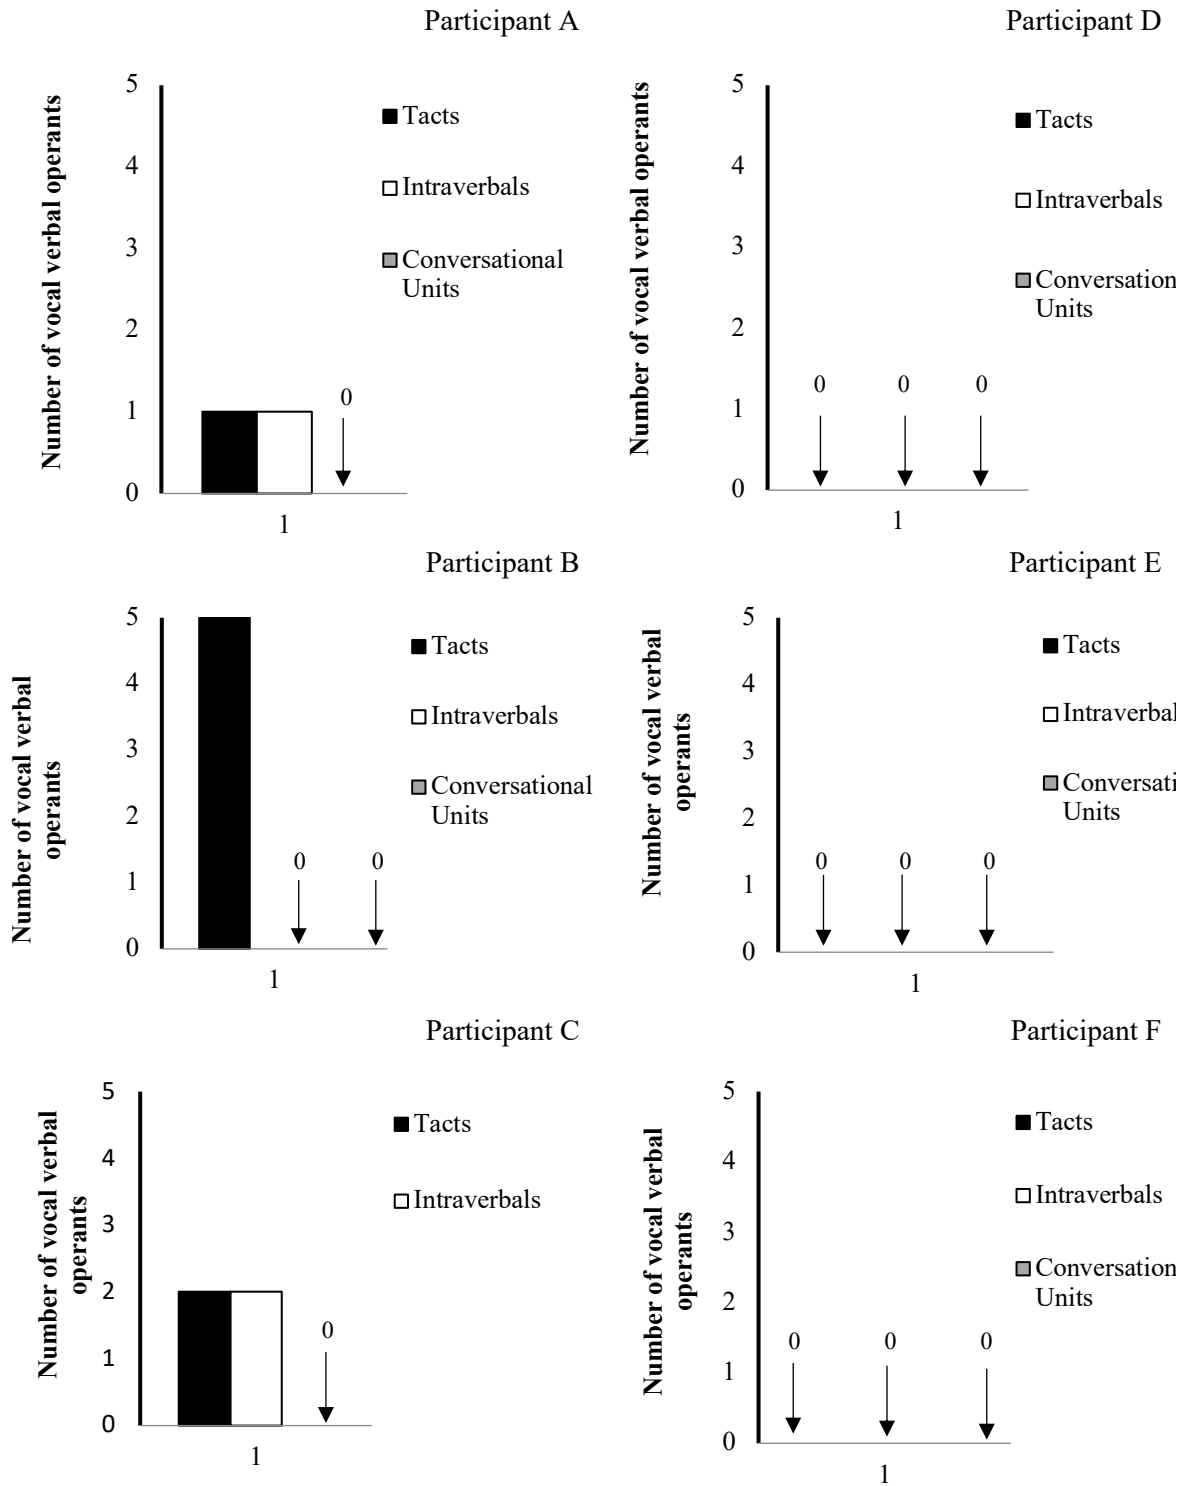 Participant A
Number of vocal verbal operants
5
4
3
2
1
0
Tacts
Intraverbals
Conversational
Units
0
1
Participant D
Number of vocal verbal operants
5
4
3
2
1
0
Tacts
Intraverbals
Conversation
Units
0 0 0
1
Participant B
Number of vocal verbal
operants
5
4
3
2
1
0
Tacts
Intraverbals
Conversational
Units
0 0
1
Participant E
Number of vocal verbal
operants
5
4
3
2
1
0
Tacts
Intraverbal
Conversati
Units
0 0 0
1
Participant C
Number of vocal verbal
operants
5
4
3
2
1
0
Tacts
Intraverbals
0
1
Participant F
Number of vocal verbal
operants
5
4
3
2
1
0
Tacts
Intraverbals
Conversation
Units
0 0 0
1